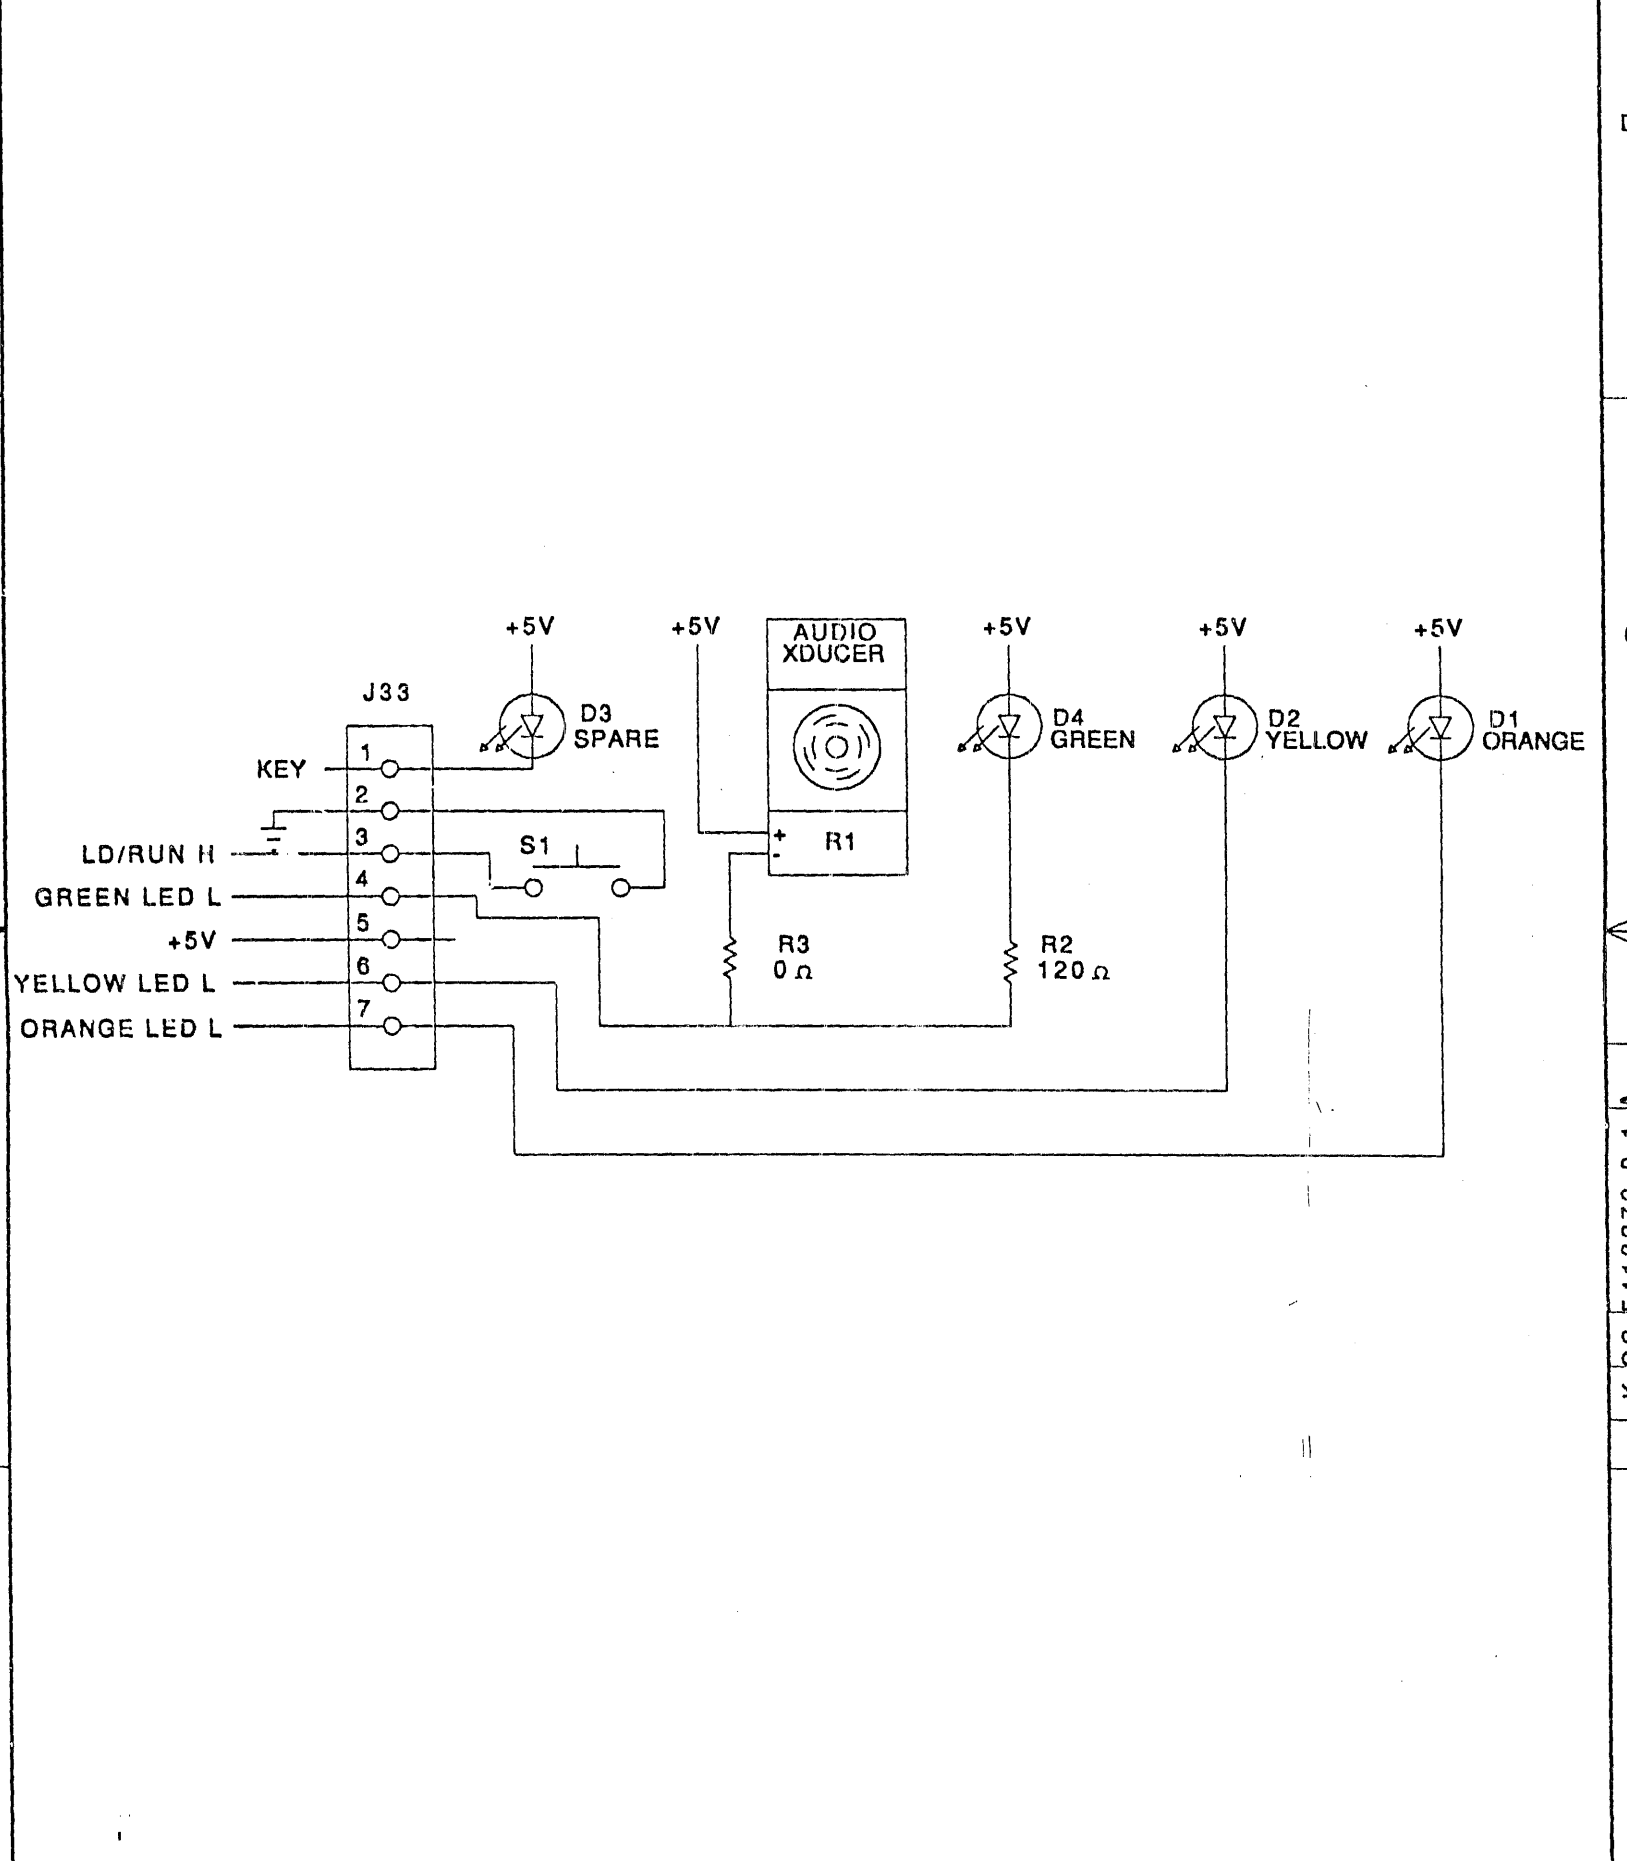 +5V
+5V
AUDIO
XDUCER
+5V
+5V
+5V
J33
D3
SPARE
D4
GREEN
D2
YELLOW
D1
ORANGE
KEY
1
2
LD/RUN H
3
S1
+
-
R1
GREEN LED L
4
+5V
5
YELLOW LED L
6
ORANGE LED L
7
R3
0 Ω
R2
120 Ω